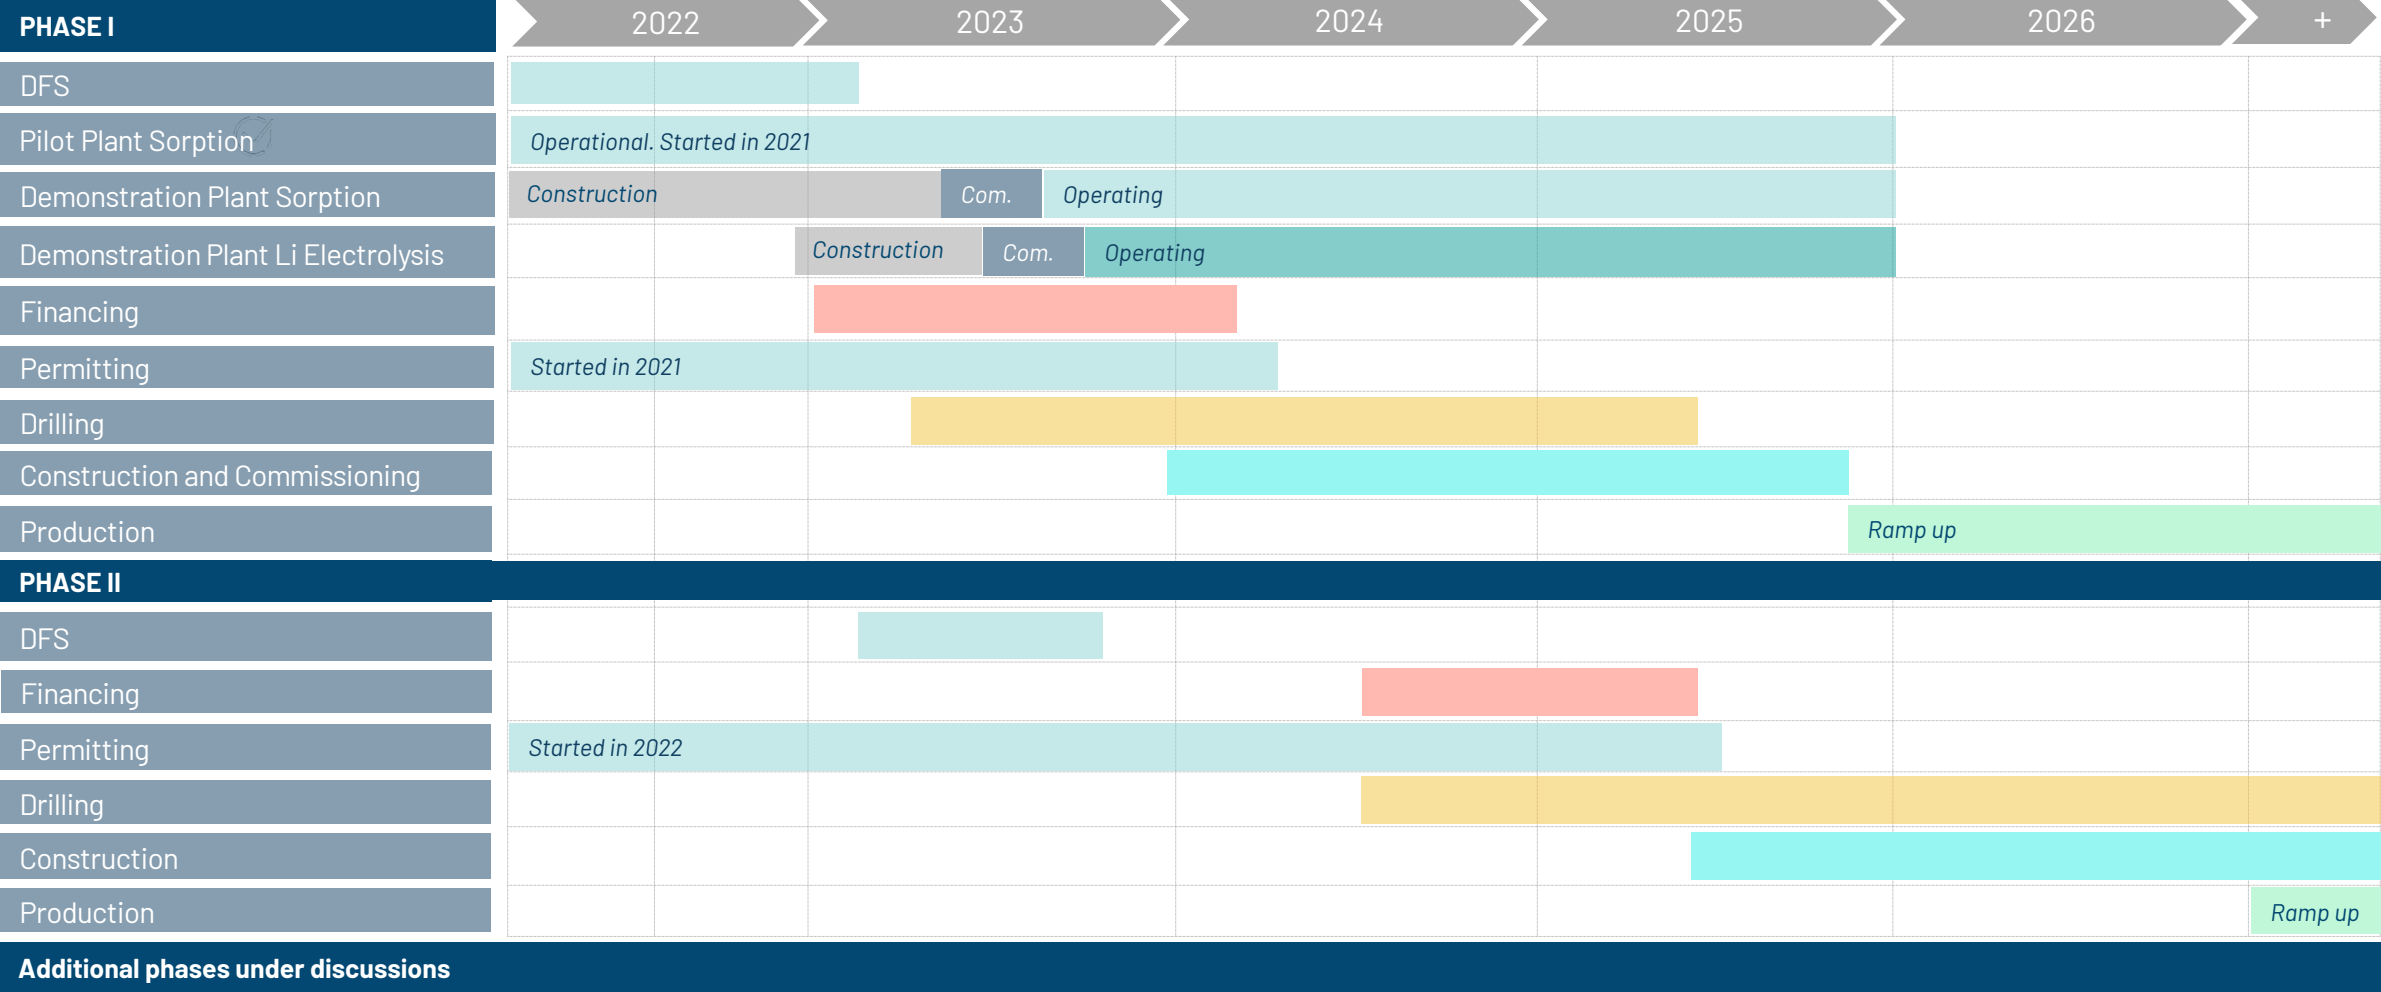 PHASE I
2022 2023 2024 2025 2026 +
DFS
Pilot Plant Sorption Operational. Started in 2021
Demonstration Plant Sorption Construction Com. Operating
Demonstration Plant Li Electrolysis Construction Com. Operating
Financing
Permitting Started in 2021
Drilling
Construction and Commissioning
Production Ramp up
PHASE II
DFS
Financing
Permitting Started in 2022
Drilling
Construction
Production Ramp up
Additional phases under discussions